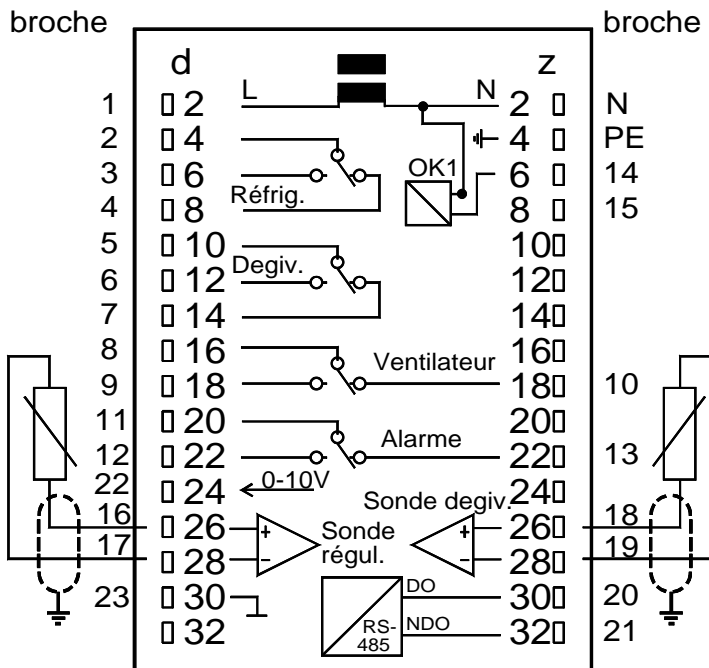 broche broche
d z
1 2 L N 2 N
2 4 4 PE
3 6 OK1 6 14
4 8 Réfrig. 8 15
5 10 10
6 12 Degiv. 12
7 14 14
8 16 Ventilateur 16
9 18 18 10
11 20 20
12 22 Alarme 22 13
22 24 0-10V 24
Sonde degiv.
16 26 + Sonde + 26 18
17 28 − régul. − 28 19
23 30 DO 30 20
32 RS- NDO 32 21
485